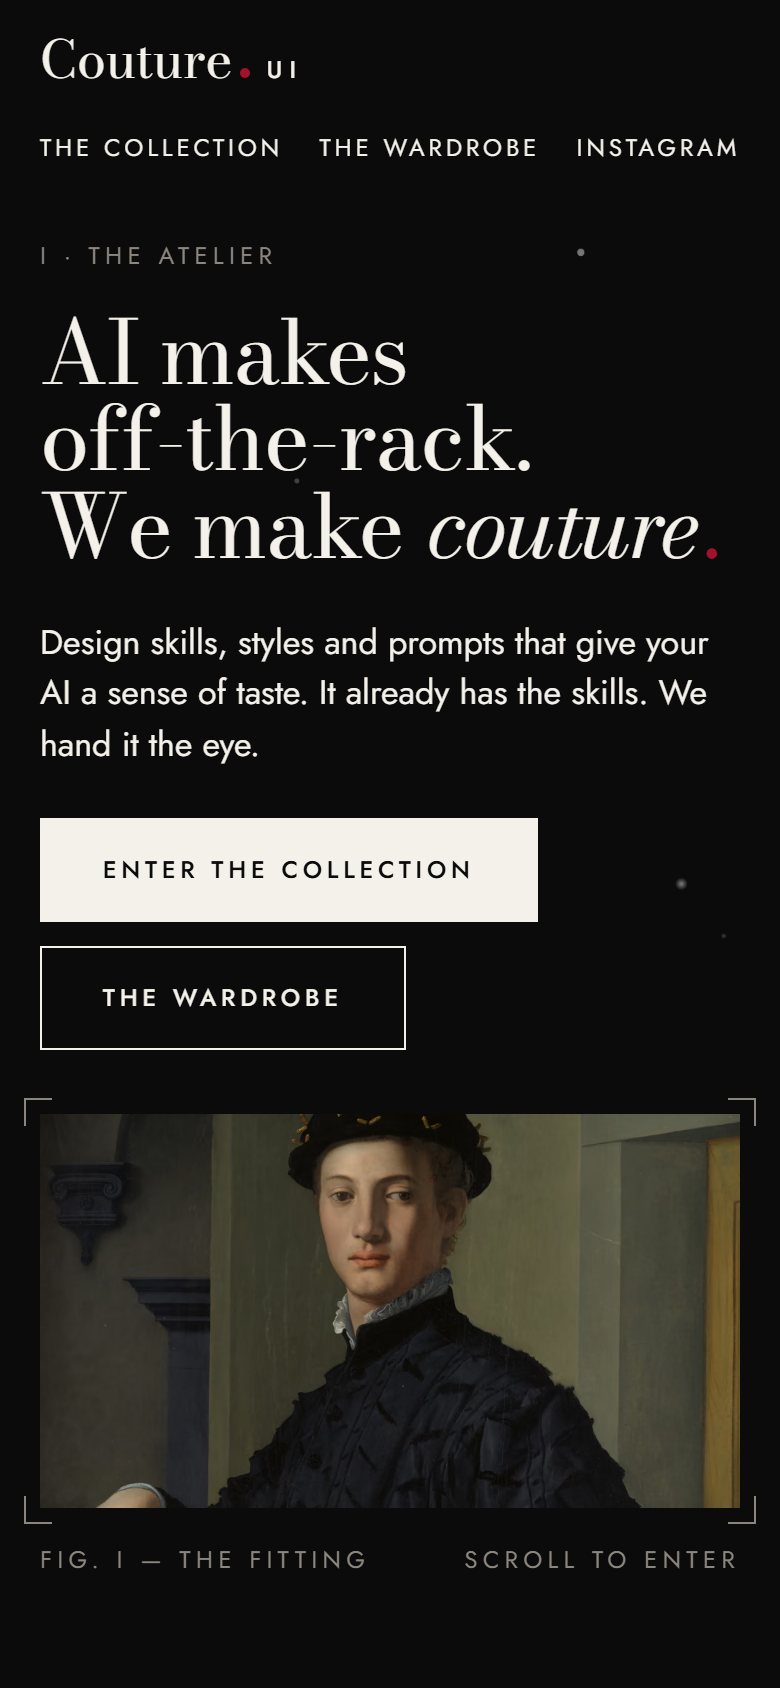 Couture. UI
THE COLLECTION THE WARDROBE INSTAGRAM
I · THE ATELIER
AI makes
off-the-rack.
We make couture.
Design skills, styles and prompts that give your
AI a sense of taste. It already has the skills. We
hand it the eye.
ENTER THE COLLECTION
THE WARDROBE
FIG. I — THE FITTING SCROLL TO ENTER